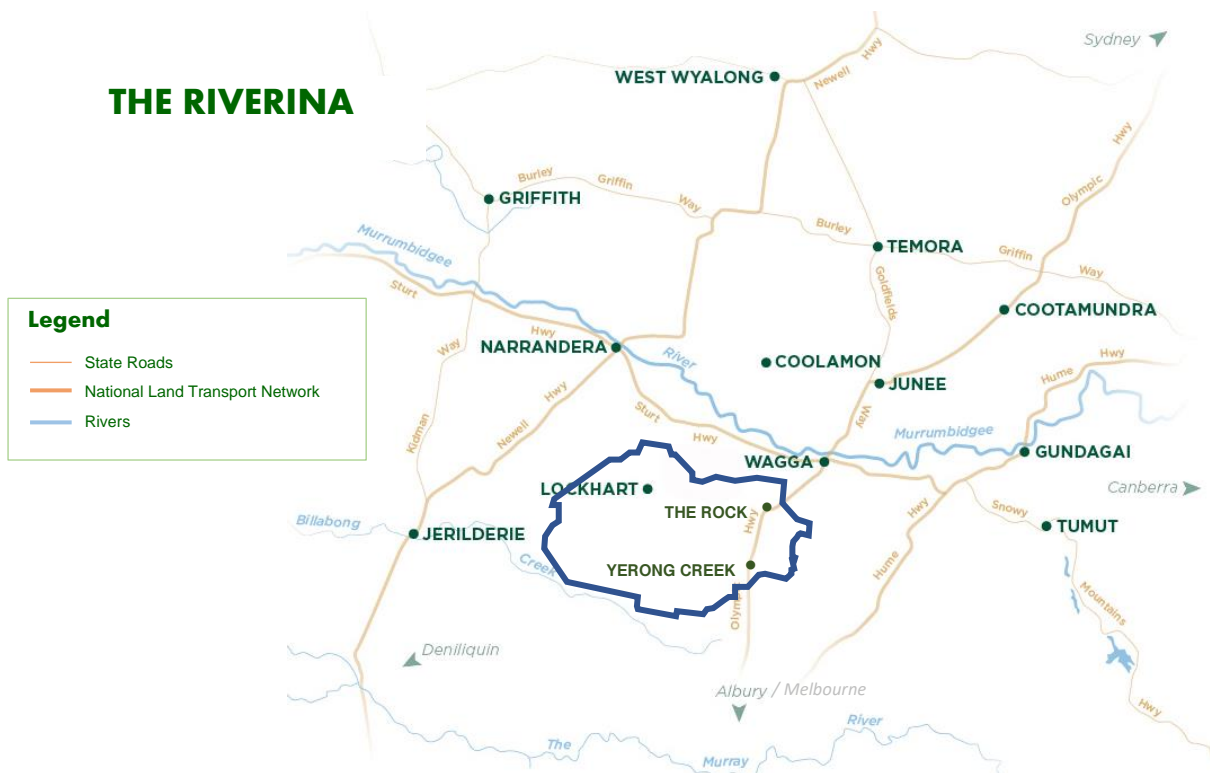 Sydney
THE RIVERINA
WEST WYALONG
Newell
Hwy
Hwy
Olympic
Burley
Griffin
Way
GRIFFITH
Burley
TEMORA
Griffin
Way
Murrumbidgee
Sturt
Hwy
Goldfields
COOTAMUNDRA
Legend
State Roads
National Land Transport Network
Rivers
Way
Kidman
NARRANDERA
River
COOLAMON
JUNEE
Way
Hume
Hwy
Newell
Hwy
Sturt
Hwy
Murrumbidgee
WAGGA
GUNDAGAI
LOCKHART
THE ROCK
Hwy
Canberra
Snowy
TUMUT
Mountains
Hwy
Hwy
Hume
Billabong
JERILDERIE
Creek
YERONG CREEK
Olympic
Deniliquin
Albury / Melbourne
The
Murray
River